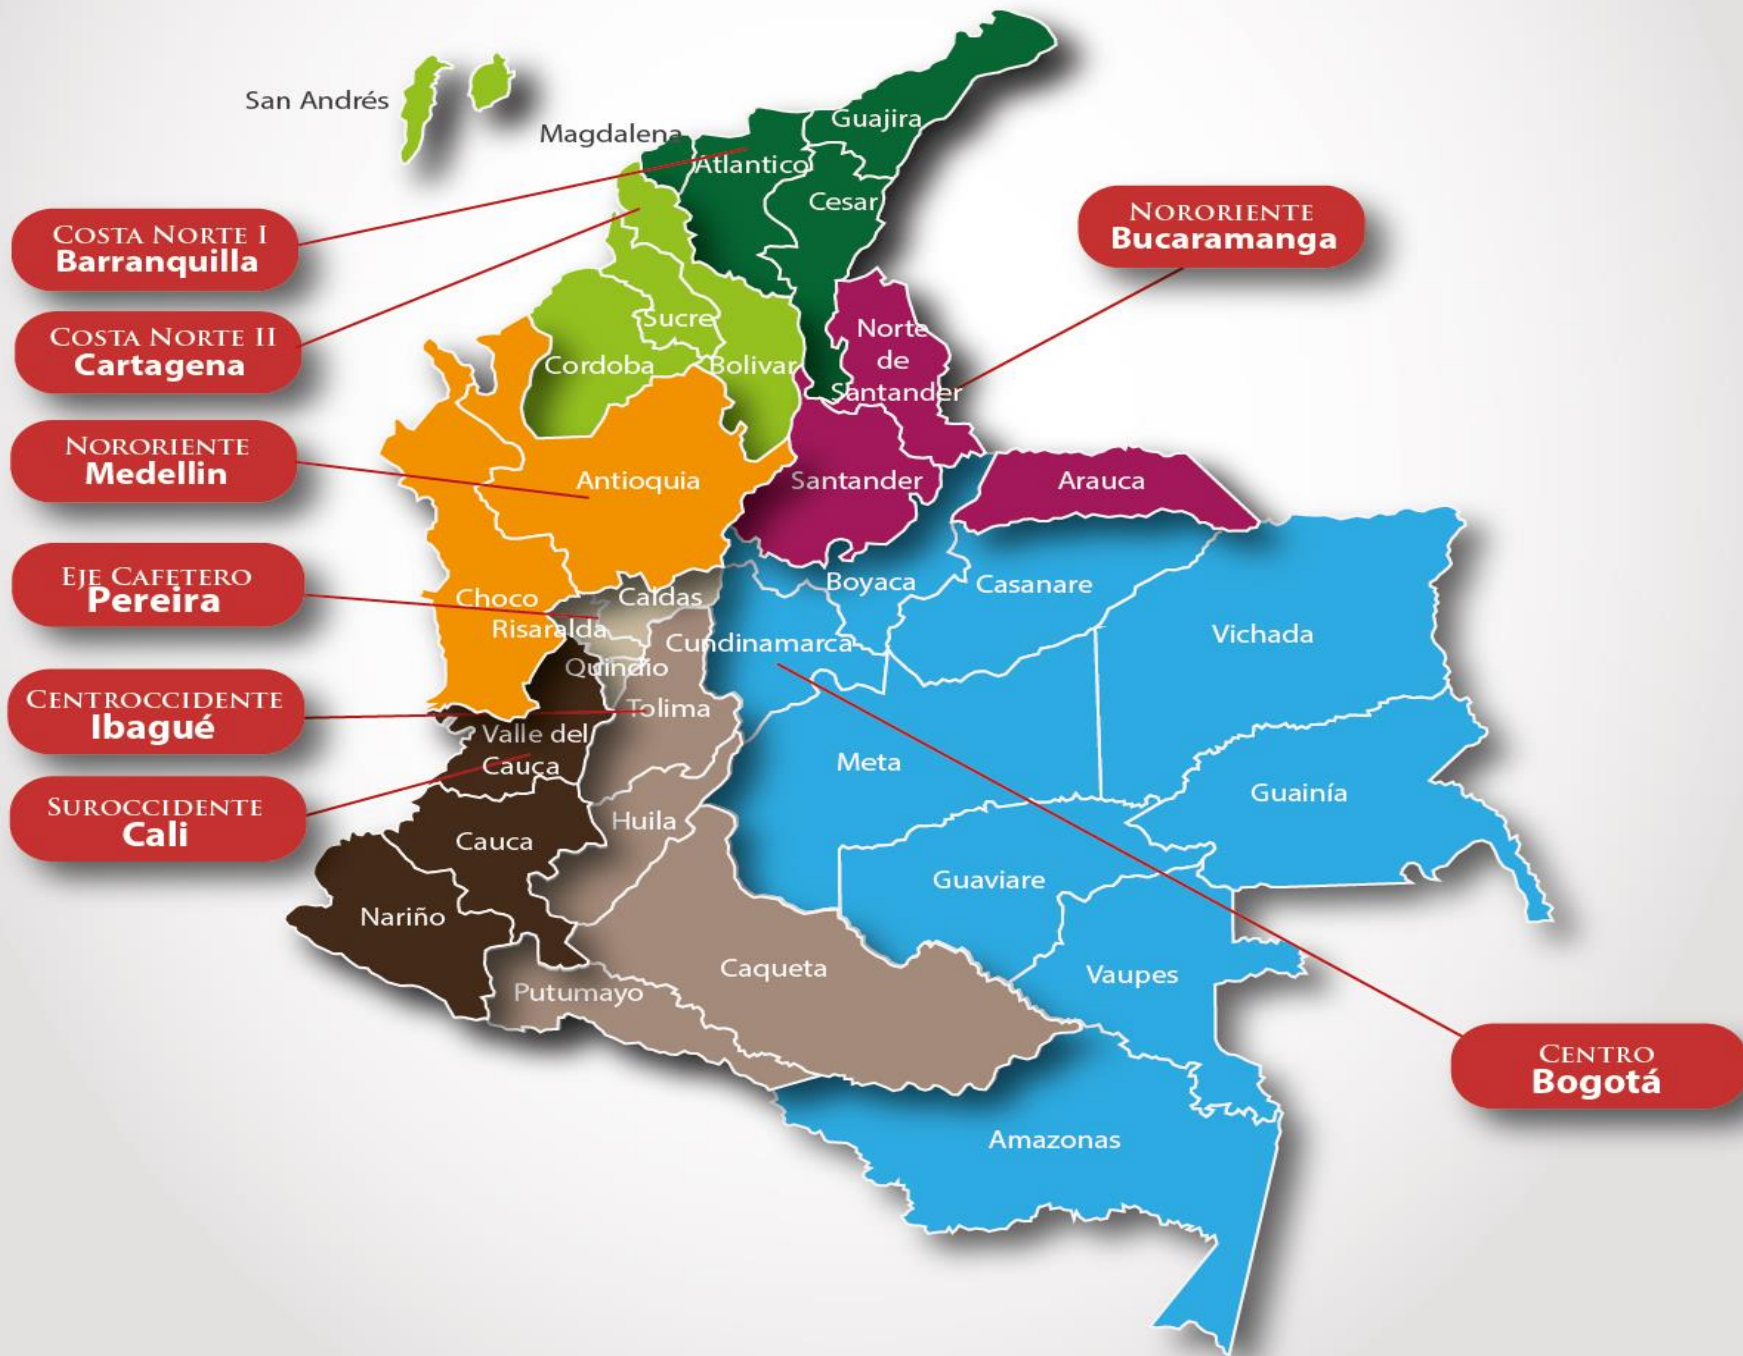 San Andrés
Magdalena
Guajira
Atlantico
Cesar
COSTA NORTE I
Barranquilla
NORORIENTE
Bucaramanga
COSTA NORTE II
Cartagena
Sucre
Cordoba
Bolivar
Norte
de
Santander
NORORIENTE
Medellin
Antioquia
Santander
Arauca
EJE CAFETERO
Pereira
Choco
Caldas
Boyaca
Casanare
Risaralda
Cundinamarca
Vichada
Quindio
CENTROCCIDENTE
Ibagué
Tolima
Valle del
Cauca
Meta
Guainía
SUROCCIDENTE
Cali
Huila
Cauca
Guaviare
Nariño
Caqueta
Vaupes
Putumayo
CENTRO
Bogotá
Amazonas